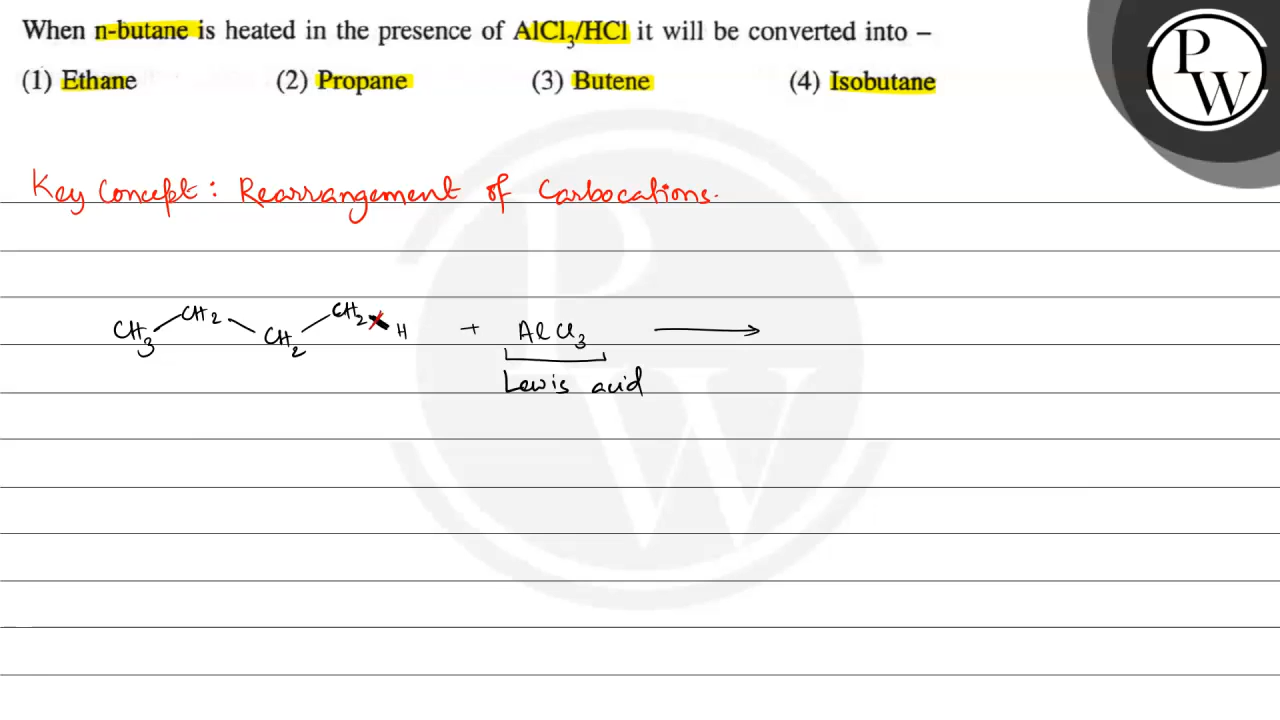 When n-butane is heated in the presence of AlCl₃/HCl it will be converted into –
(1) Ethane (2) Propane (3) Butene (4) Isobutane
P
W
Key Concept : Rearrangement of Carbocations.
CH₃ CH₂ CH₂ CH₂ H + AlCl₃ ⟶
Lewis acid
P
W